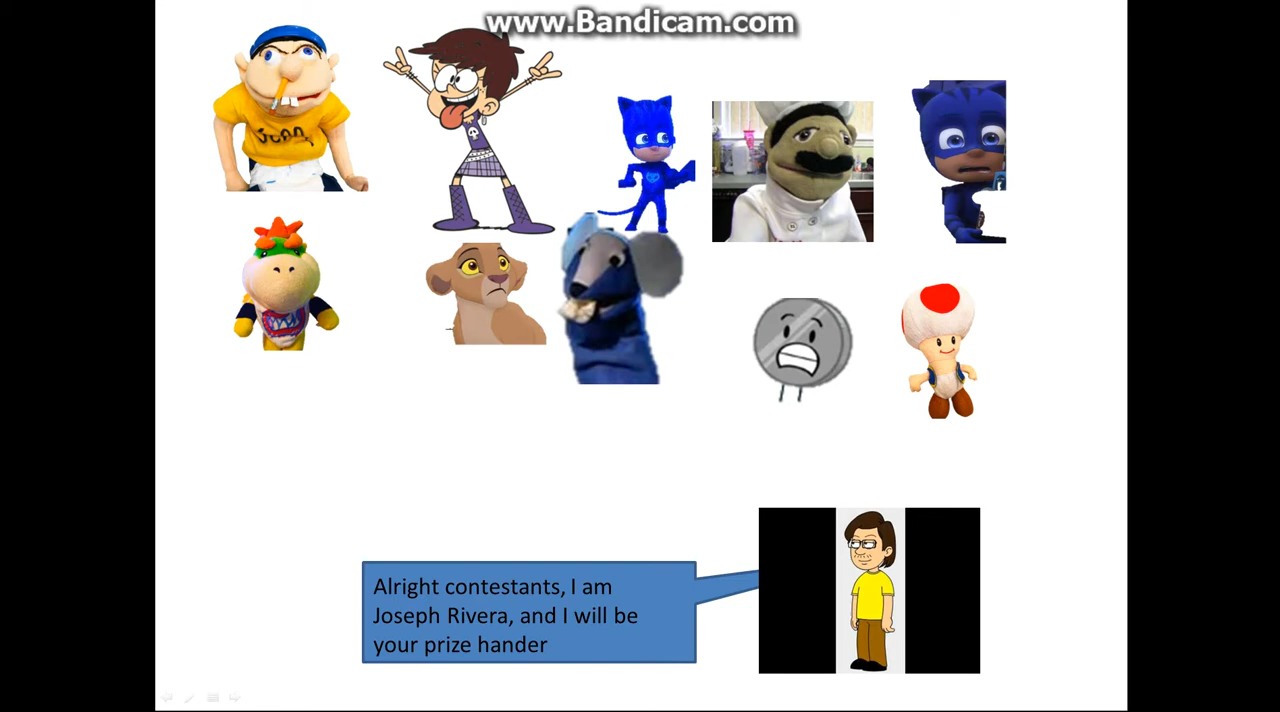 www.Bandicam.com
Alright contestants, I am
Joseph Rivera, and I will be
your prize hander